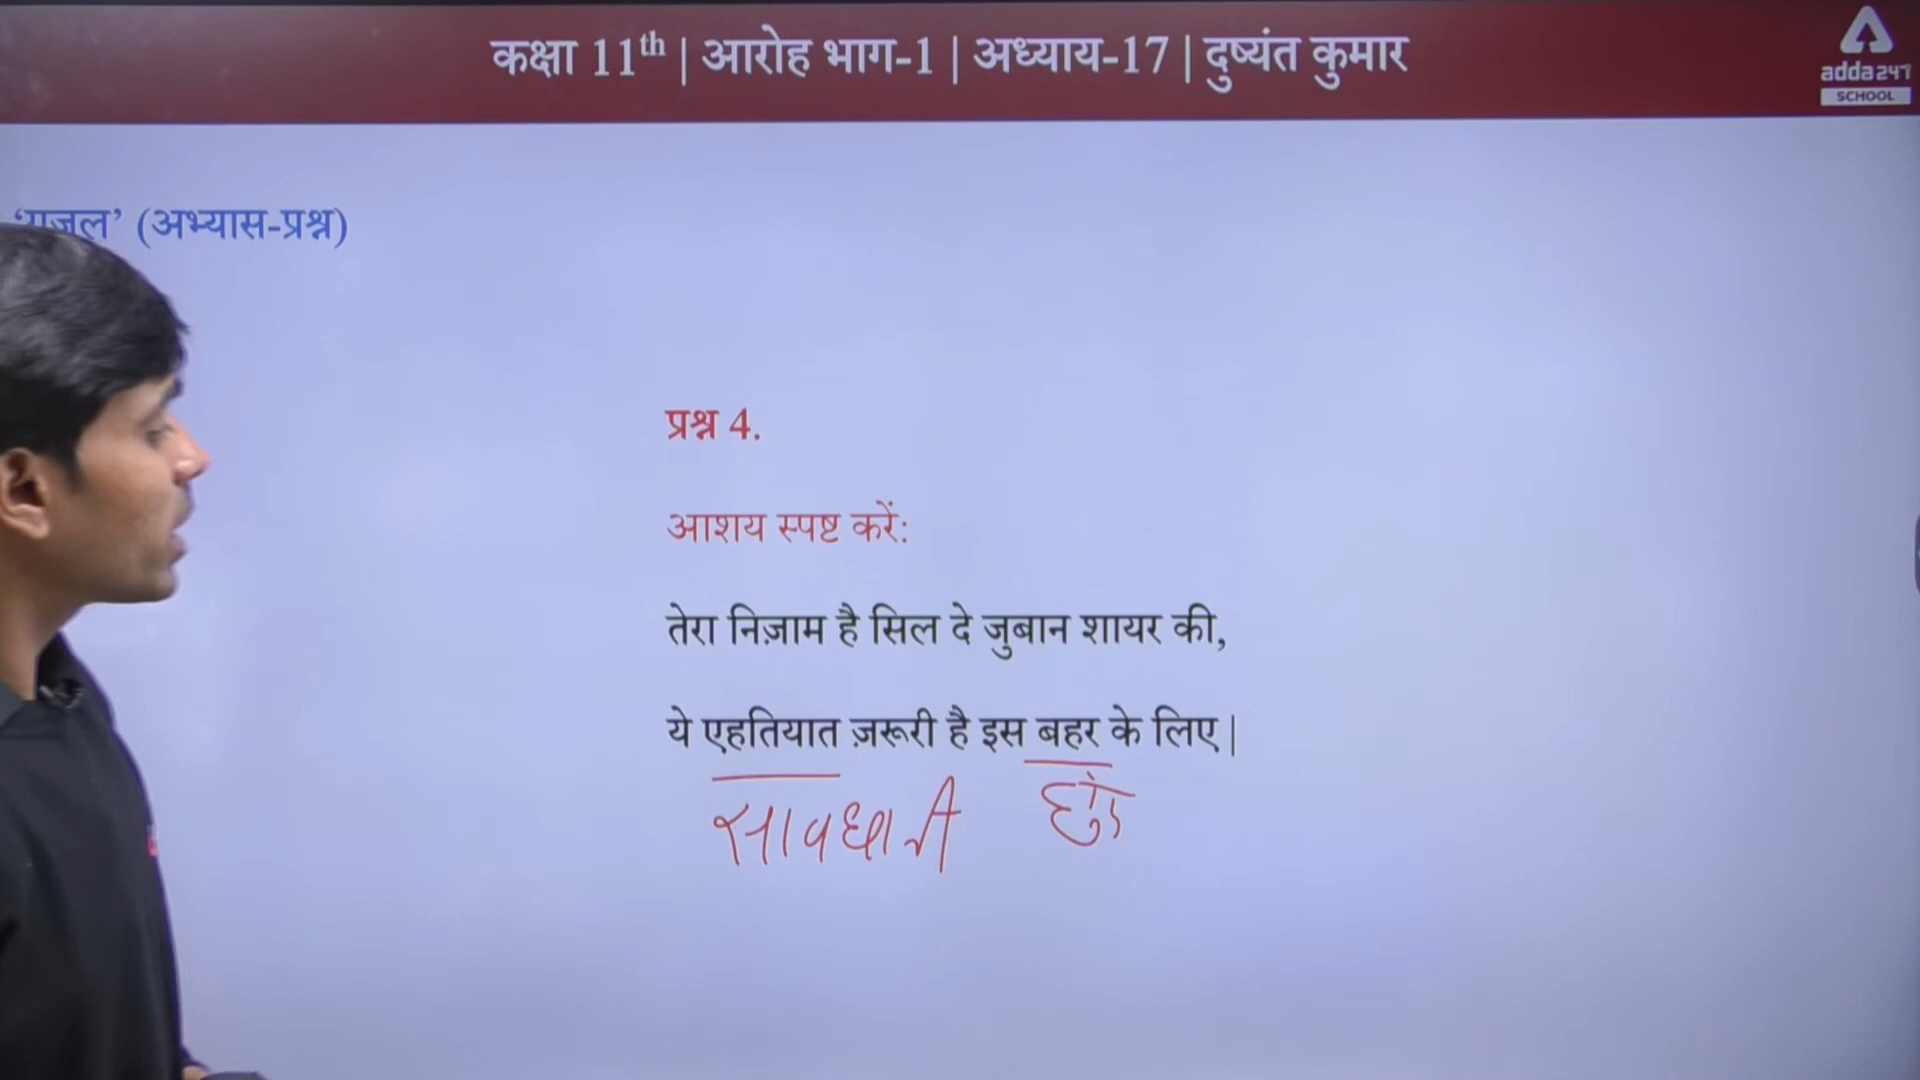 कक्षा 11th | आरोह भाग-1 | अध्याय-17 | दुष्यंत कुमार
adda247
SCHOOL
(अभ्यास-प्रश्न)
प्रश्न 4.
आशय स्पष्ट करें:
तेरा निज़ाम है सिल दे जुबान शायर की,
ये एहतियात ज़रूरी है इस बहर के लिए |
सावधानी